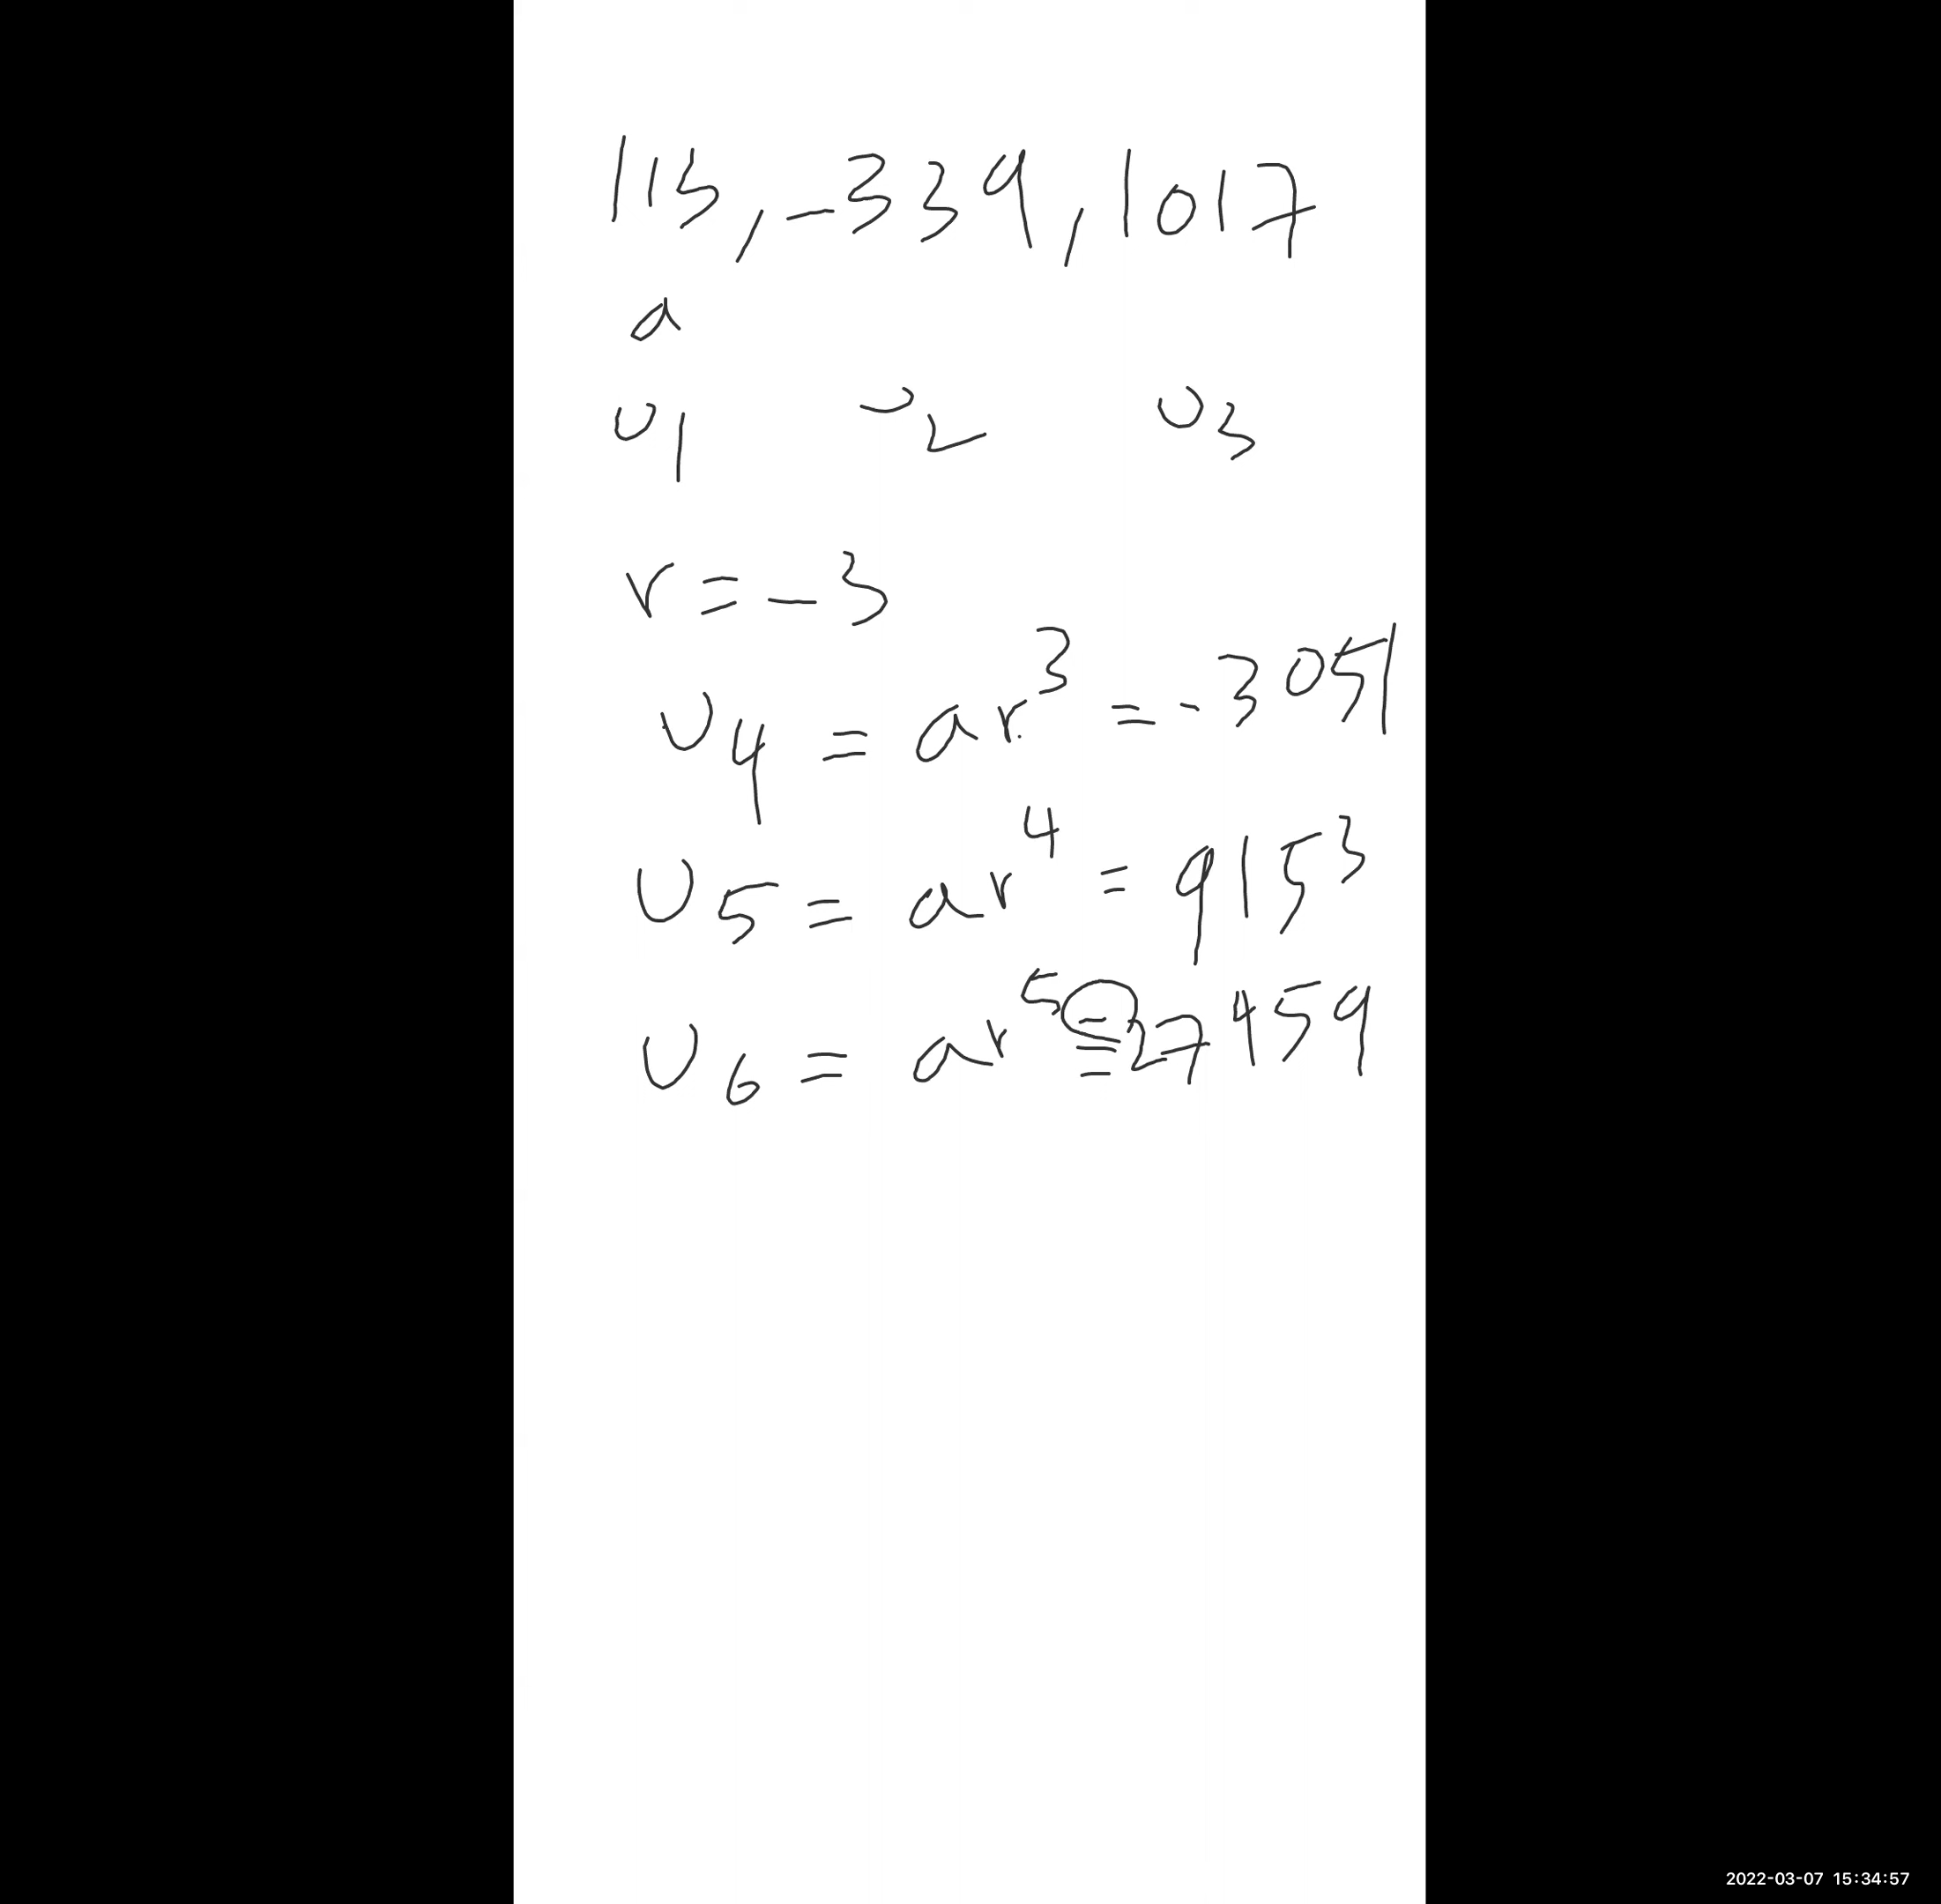 113, -339, 1017
a
U1 U2 U3
r = -3
U4 = ar³ = -3051
U5 = ar⁴ = 9153
U6 = ar⁵ = 27459
2022-03-07 15:34:57